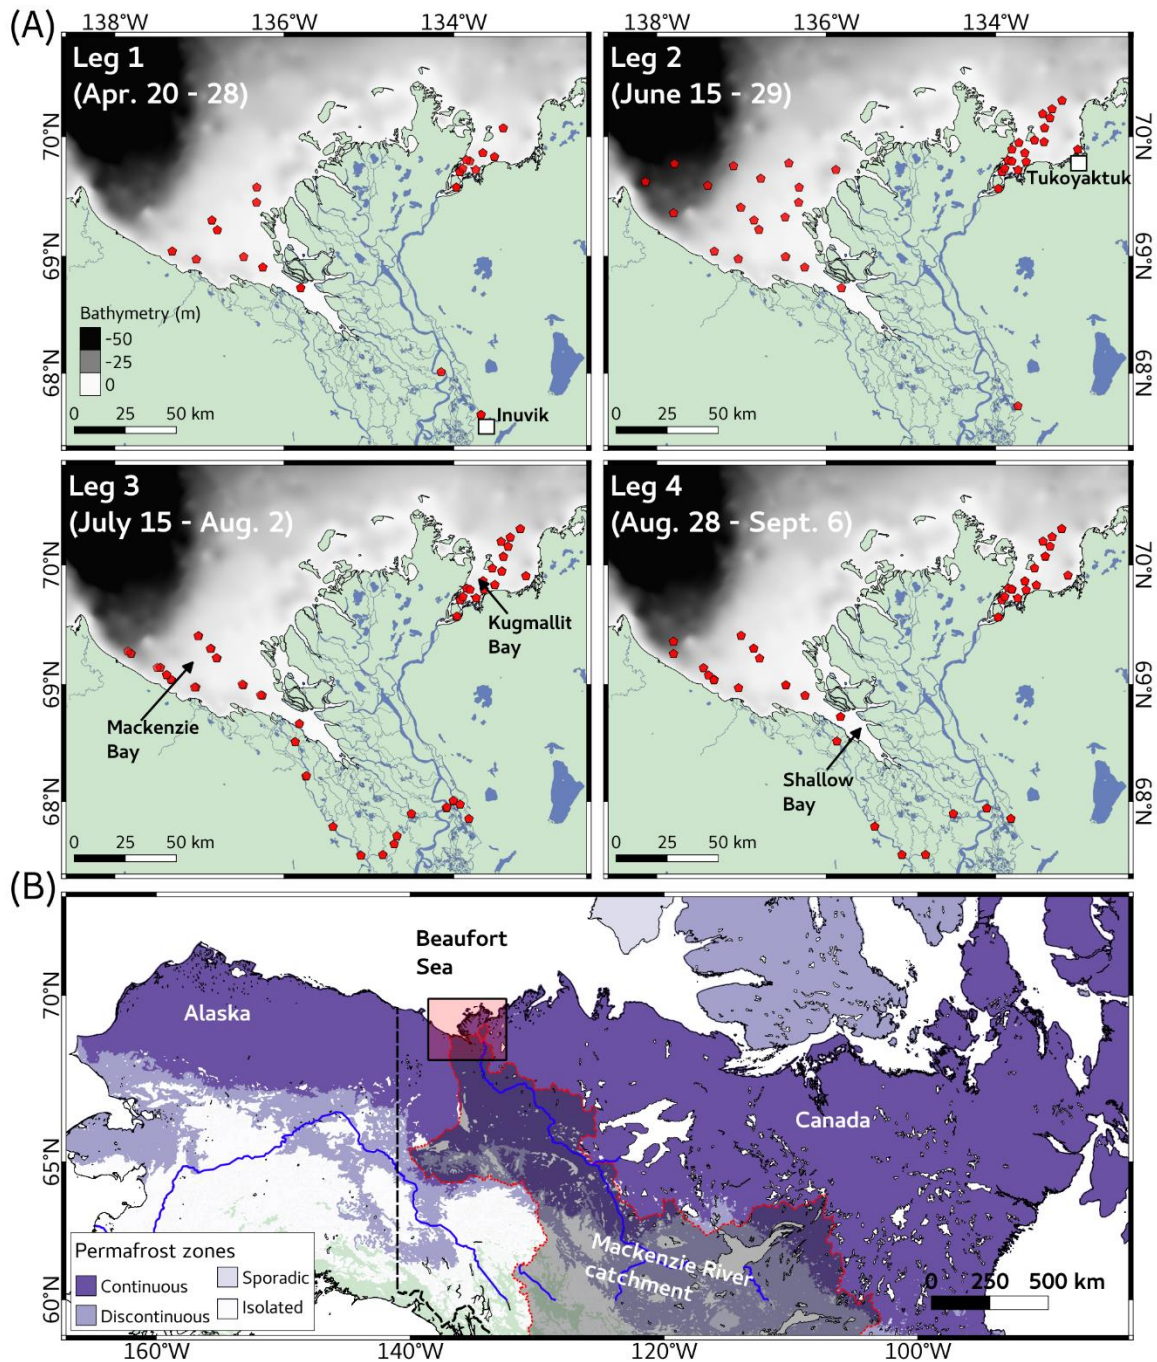 (A)
138°W 136°W 134°W
138°W 136°W 134°W
Leg 1
(Apr. 20 - 28)
70°N
69°N
68°N
Bathymetry (m)
-50
-25
0
0 25 50 km
Inuvik
Leg 2
(June 15 - 29)
Tukoyaktuk
70°N
69°N
68°N
0 25 50 km
Leg 3
(July 15 - Aug. 2)
70°N
69°N
68°N
Kugmallit
Bay
Mackenzie
Bay
0 25 50 km
Leg 4
(Aug. 28 - Sept. 6)
70°N
69°N
68°N
Shallow
Bay
0 25 50 km
(B)
Beaufort
Sea
70°N
65°N
60°N
70°N
65°N
60°N
Alaska
Canada
Mackenzie River
catchment
Permafrost zones
Continuous
Discontinuous
Sporadic
Isolated
0 250 500 km
160°W 140°W 120°W 100°W